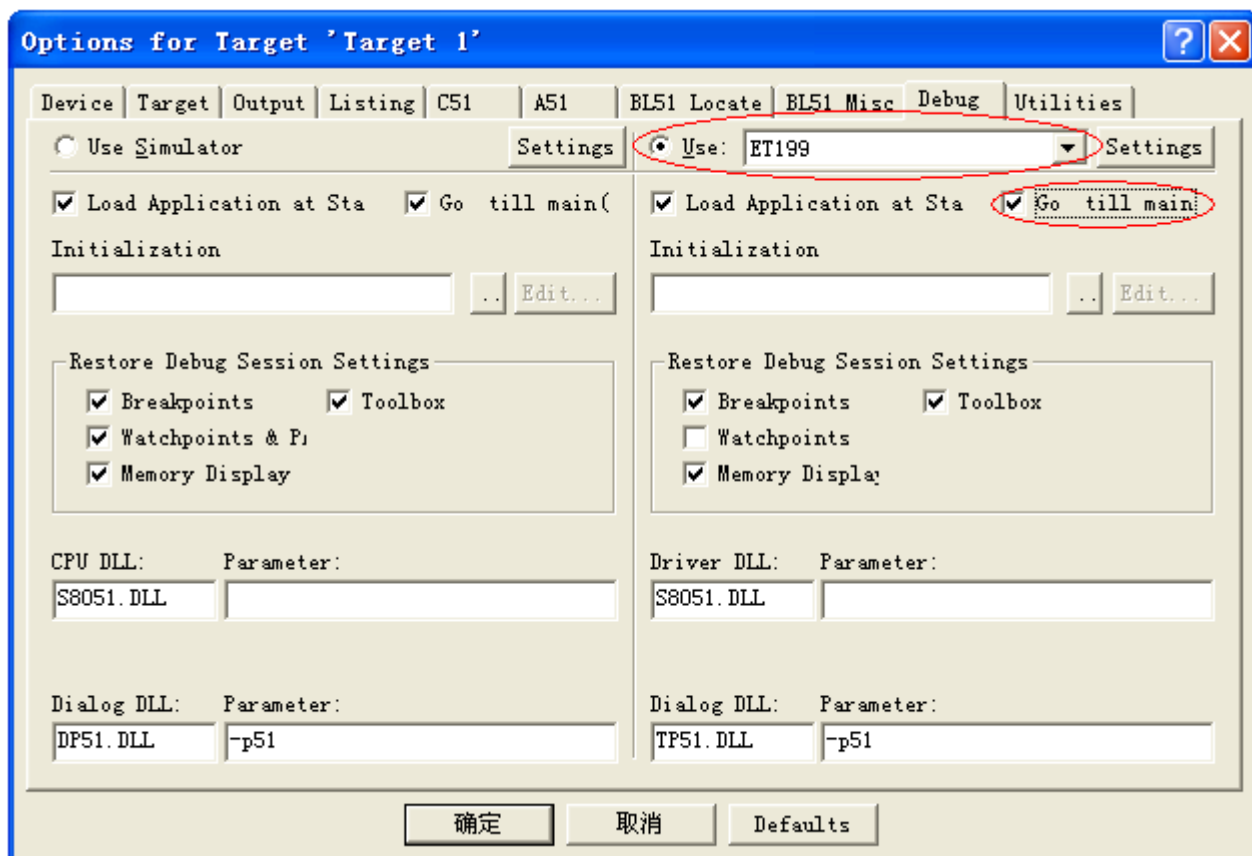 Options for Target 'Target 1'
Device Target Output Listing C51 A51 BL51 Locate BL51 Misc Debug Utilities
Use Simulator Settings Use: ET199 Settings
Load Application at Sta Go till main( Load Application at Sta Go till main
Initialization Initialization
.. Edit... .. Edit...
Restore Debug Session Settings Restore Debug Session Settings
Breakpoints Toolbox Breakpoints Toolbox
Watchpoints & P Watchpoints
Memory Display Memory Display
CPU DLL: Parameter: Driver DLL: Parameter:
S8051.DLL S8051.DLL
Dialog DLL: Parameter: Dialog DLL: Parameter:
DP51.DLL -p51 TP51.DLL -p51
确定 取消 Defaults